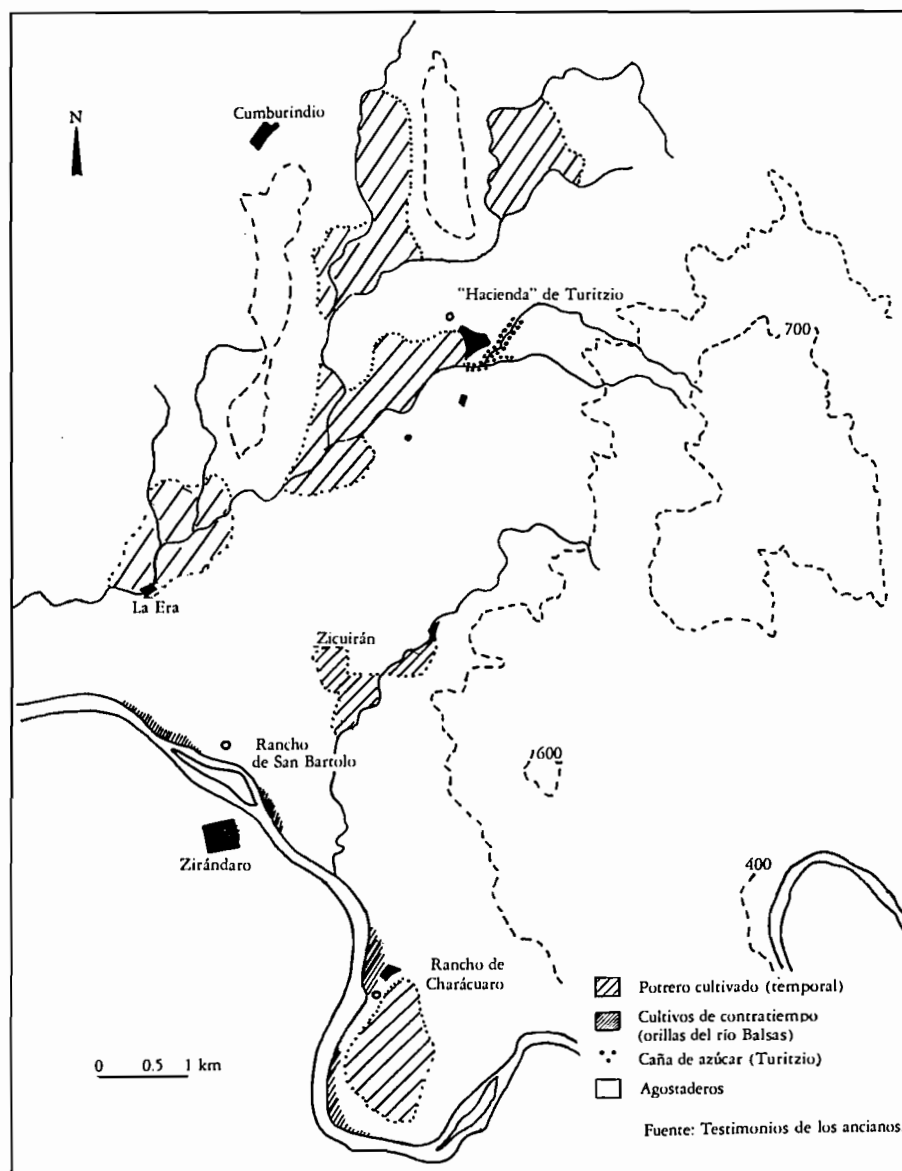 N
Cumburindio
"Hacienda" de Turitzio
700
La Era
Zicuirán
Rancho
de San Bartolo
600
Zirándaro
400
Rancho de
Charácuaro
0 0.5 1 km
Potrero cultivado (temporal)
Cultivos de contratiempo
(orillas del río Balsas)
Caña de azúcar (Turitzio)
Agostaderos
Fuente: Testimonios de los ancianos.